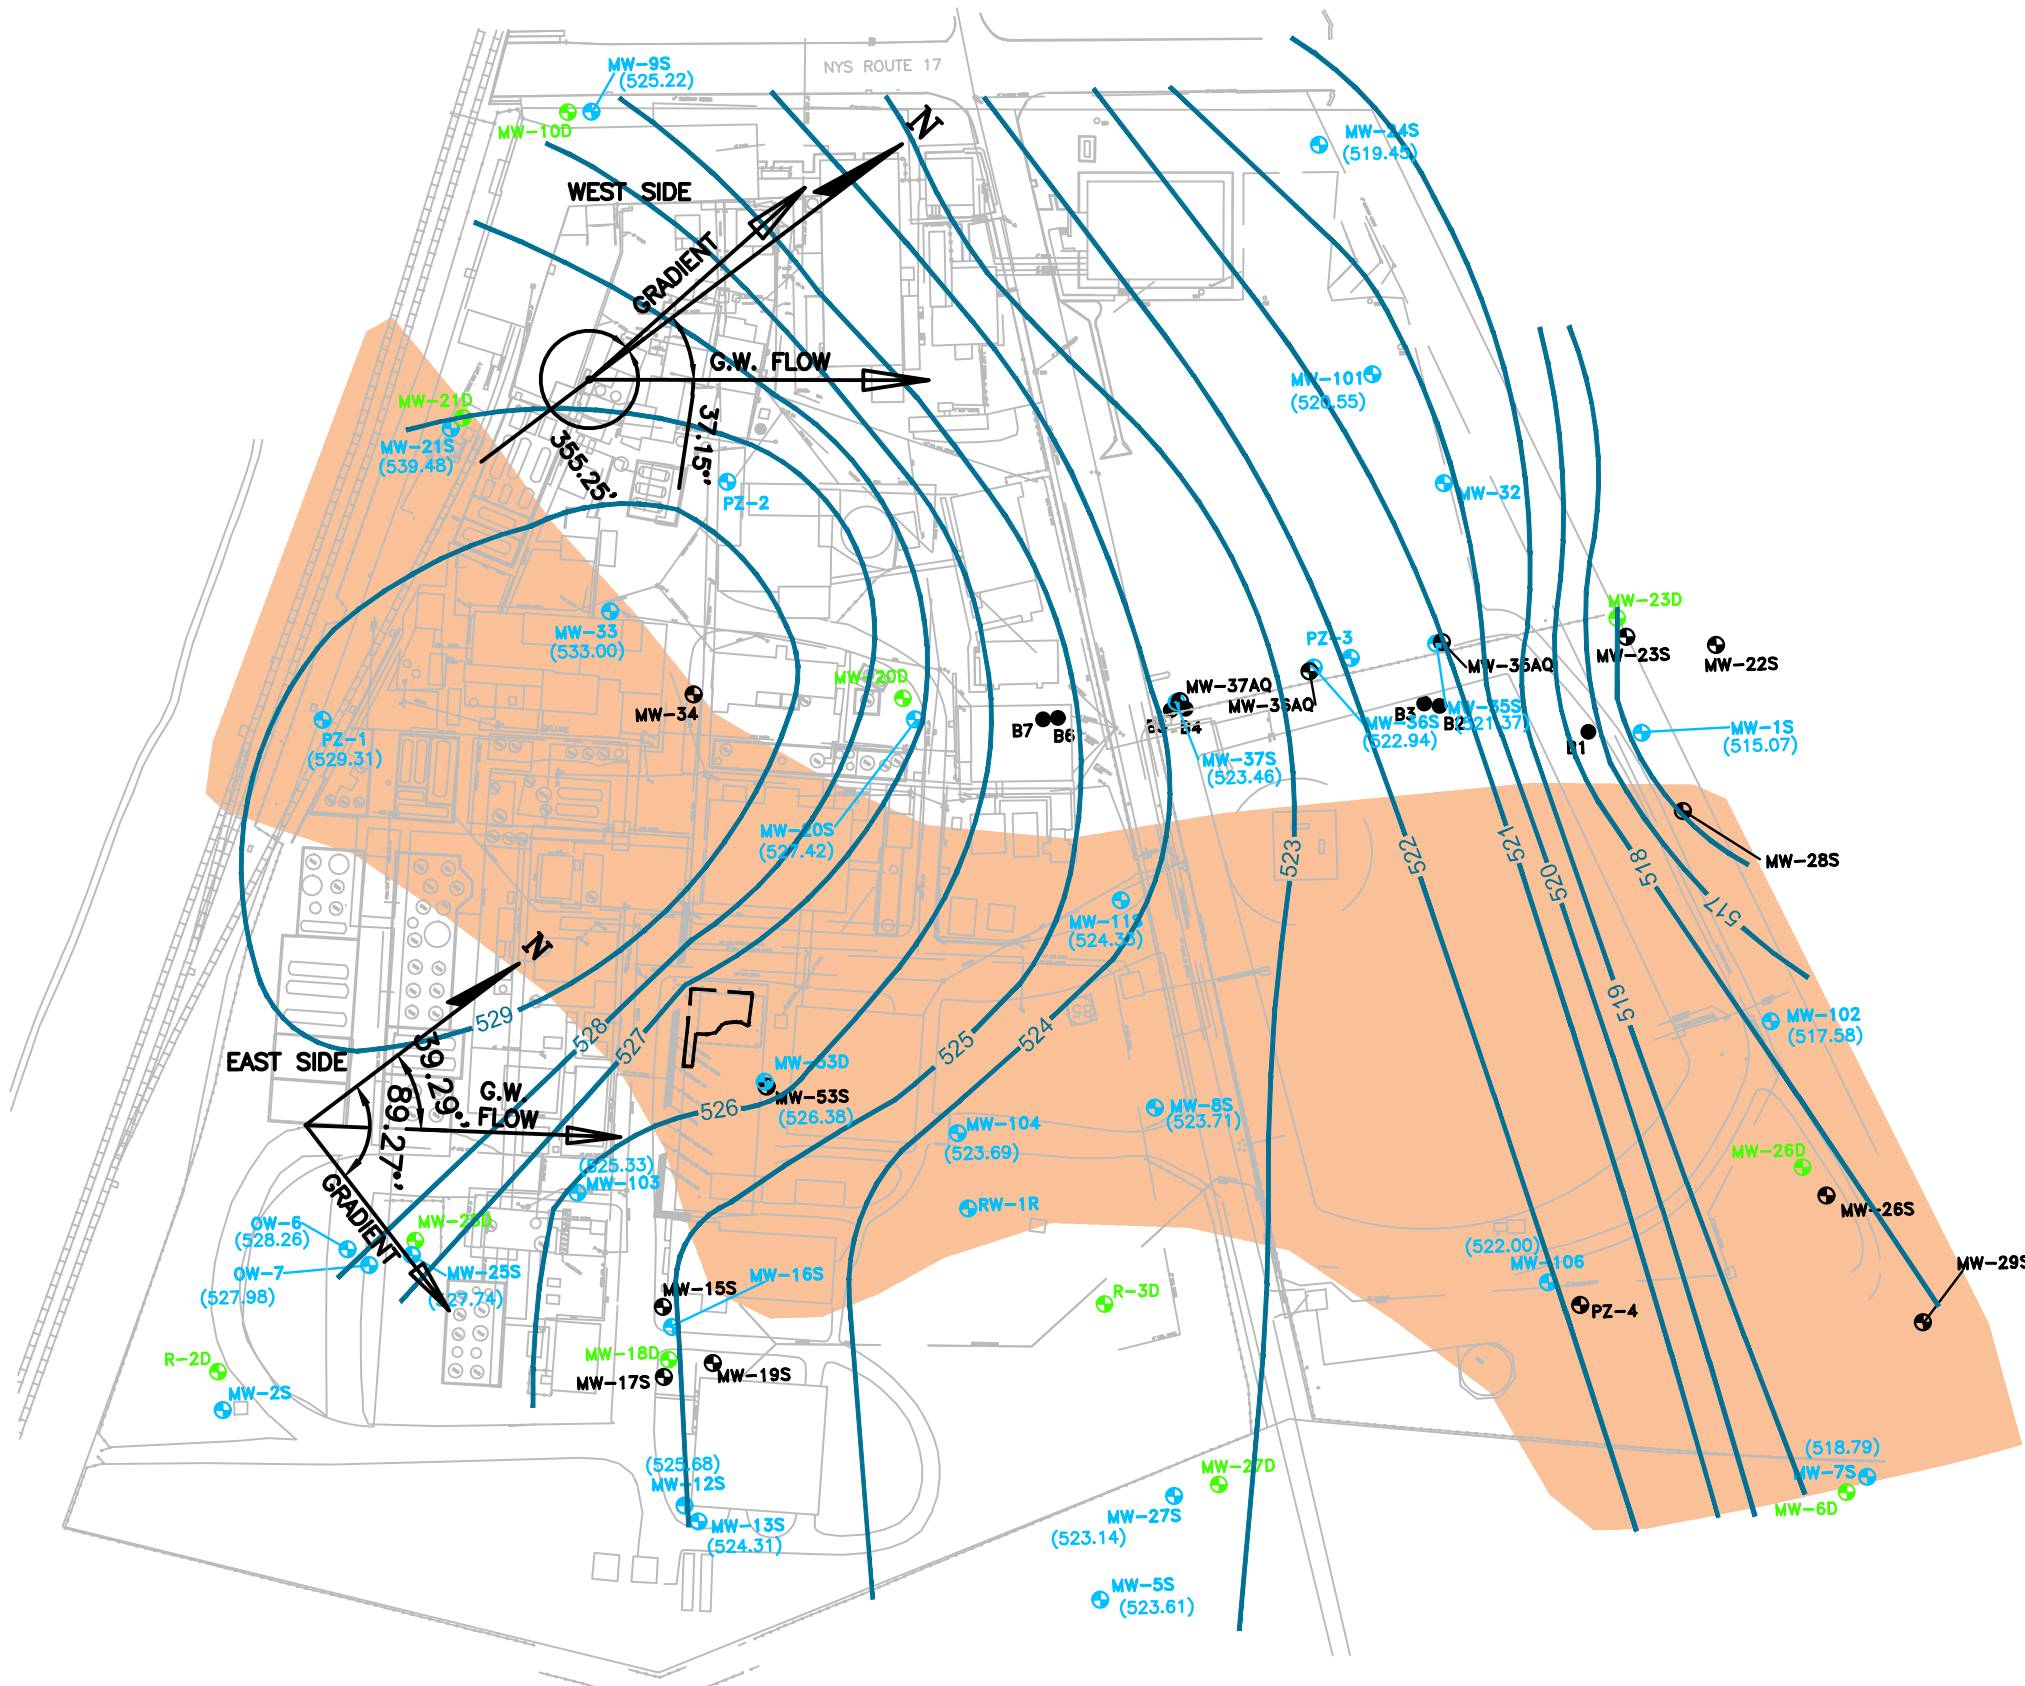 NYS ROUTE 17
MW-9S
(525.22)
MW-10D
N
MW-24S
(519.45)
WEST SIDE
GRADIENT
G.W. FLOW
37.15°
355.25°
MW-21D
MW-21S
(539.48)
PZ-2
MW-101
(520.55)
MW-32
MW-33
(533.00)
MW-23D
MW-23S
MW-22S
PZ-3
MW-35AQ
MW-20D
MW-34
MW-37AQ
MW-36AQ
B7
B6
B5
B4
B3
B2
B1
MW-35S
(521.37)
MW-36S
(522.94)
MW-1S
(515.07)
PZ-1
(529.31)
MW-37S
(523.46)
MW-20S
(527.42)
MW-28S
523
522
521
520
518
517
519
MW-11S
(524.33)
N
529
528
527
525
524
526
85
MW-102
(517.58)
EAST SIDE
39.29°
89.27°
G.W.
FLOW
GRADIENT
MW-53D
MW-53S
(526.38)
MW-8S
(523.71)
MW-104
(523.69)
MW-26D
MW-26S
(525.33)
MW-103
RW-1R
OW-6
(528.26)
MW-25D
OW-7
(527.98)
MW-25S
(527.74)
MW-16S
MW-15S
R-3D
(522.00)
MW-106
PZ-4
MW-29S
R-2D
MW-2S
MW-18D
MW-17S
MW-19S
(525.68)
MW-12S
MW-13S
(524.31)
MW-27D
MW-27S
(523.14)
(518.79)
MW-7S
MW-6D
MW-5S
(523.61)